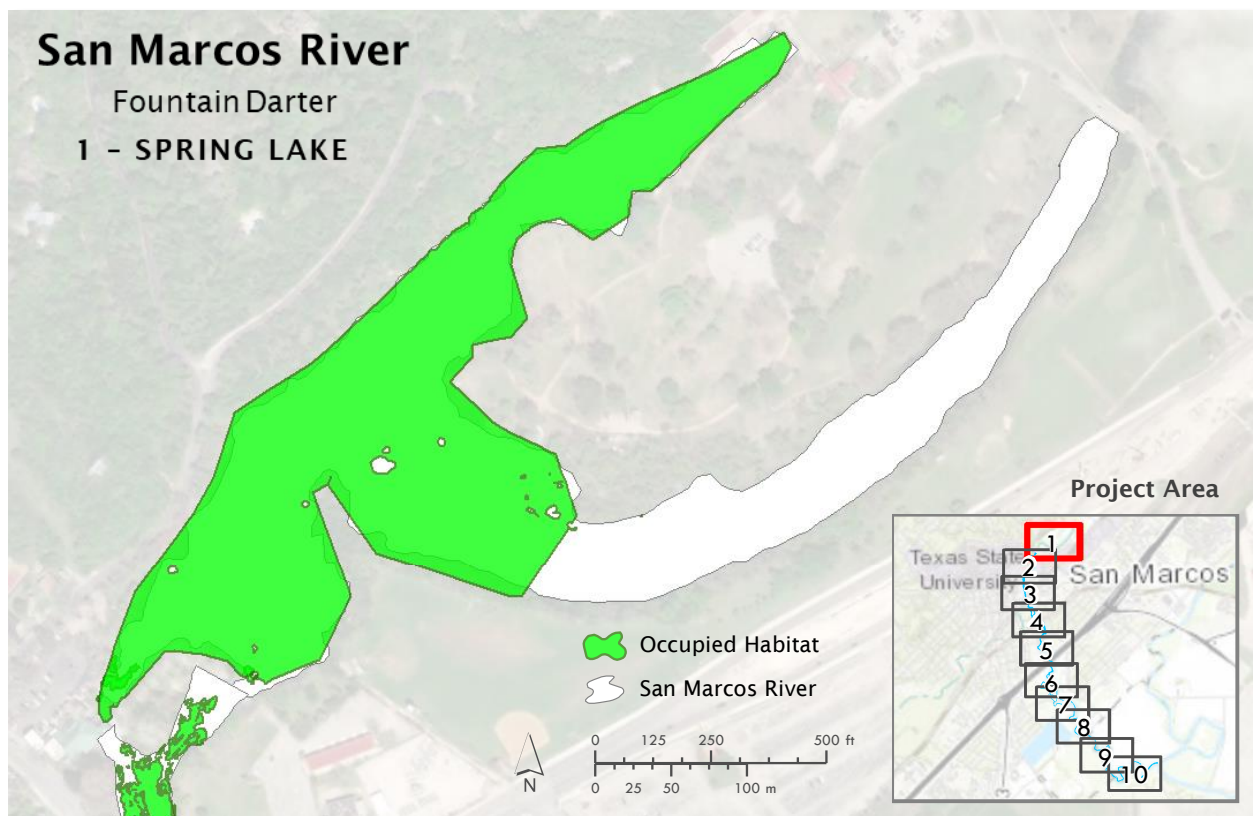 San Marcos River
Fountain Darter
1 - SPRING LAKE
Occupied Habitat
San Marcos River
0 125 250 500 ft
0 25 50 100 m
N
Project Area
Texas State
University
San Marcos
1
2
3
4
5
6
7
8
9
10